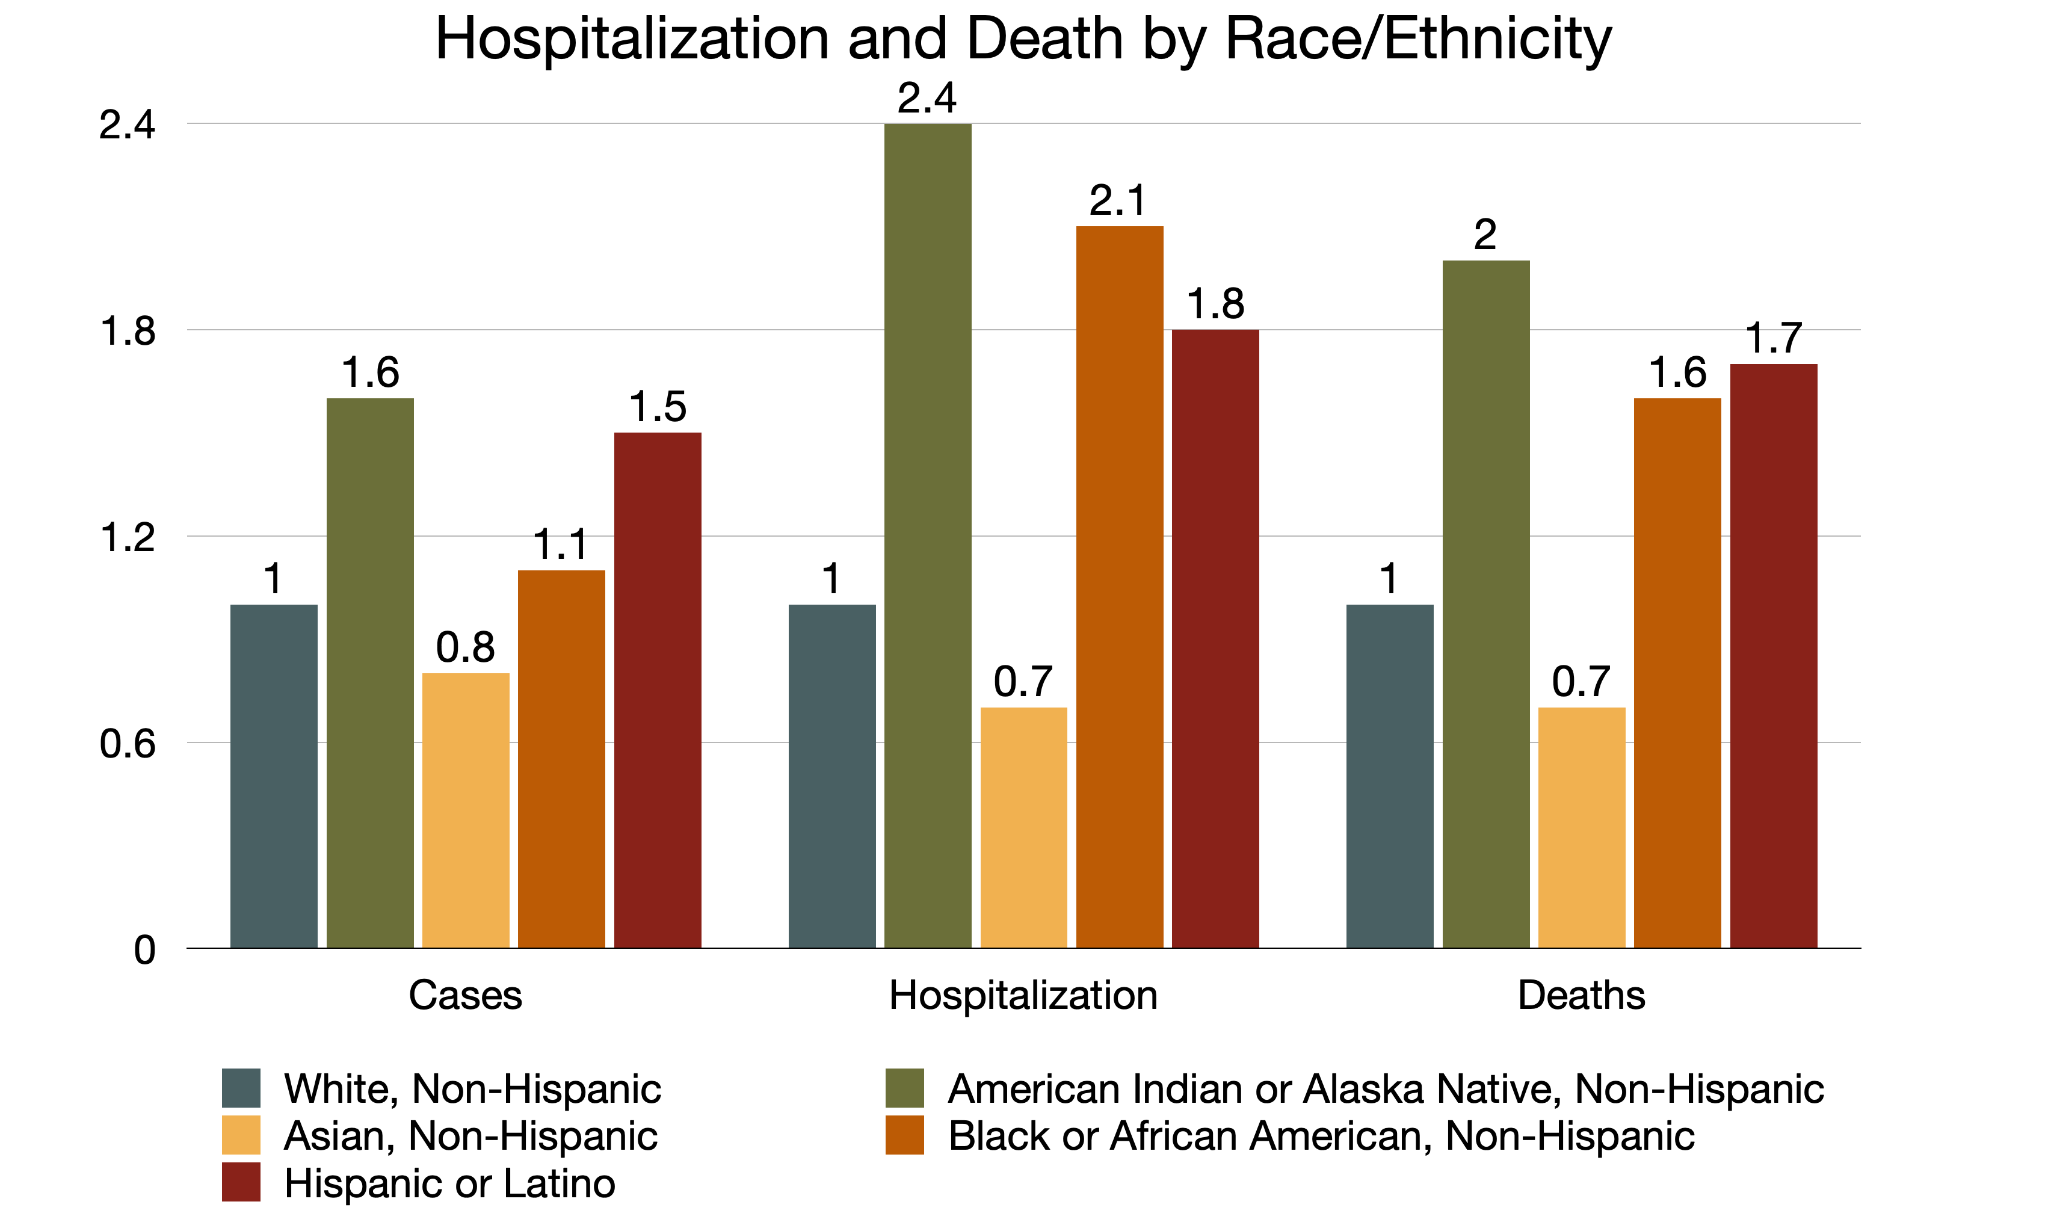 Hospitalization and Death by Race/Ethnicity
2.4
1.8
1.2
0.6
0
1
1.6
0.8
1.1
1.5
1
2.4
0.7
2.1
1.8
1
2
0.7
1.6
1.7
Cases
Hospitalization
Deaths
White, Non-Hispanic
American Indian or Alaska Native, Non-Hispanic
Asian, Non-Hispanic
Black or African American, Non-Hispanic
Hispanic or Latino